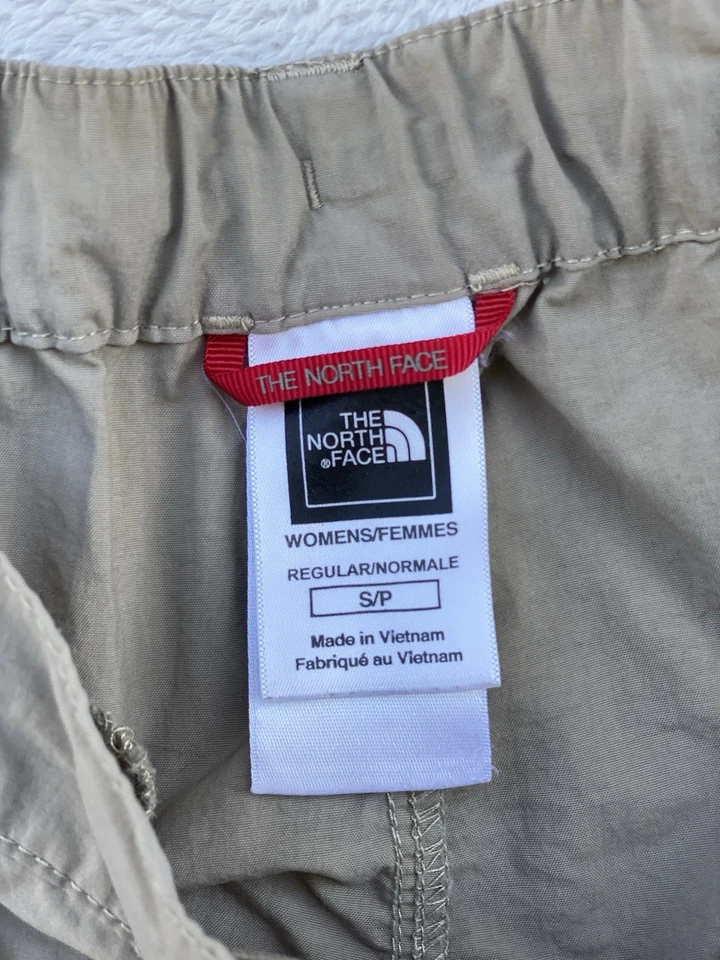 THE NORTH FACE
THE
NORTH
®FACE
WOMENS/FEMMES
REGULAR/NORMALE
S/P
Made in Vietnam
Fabriqué au Vietnam